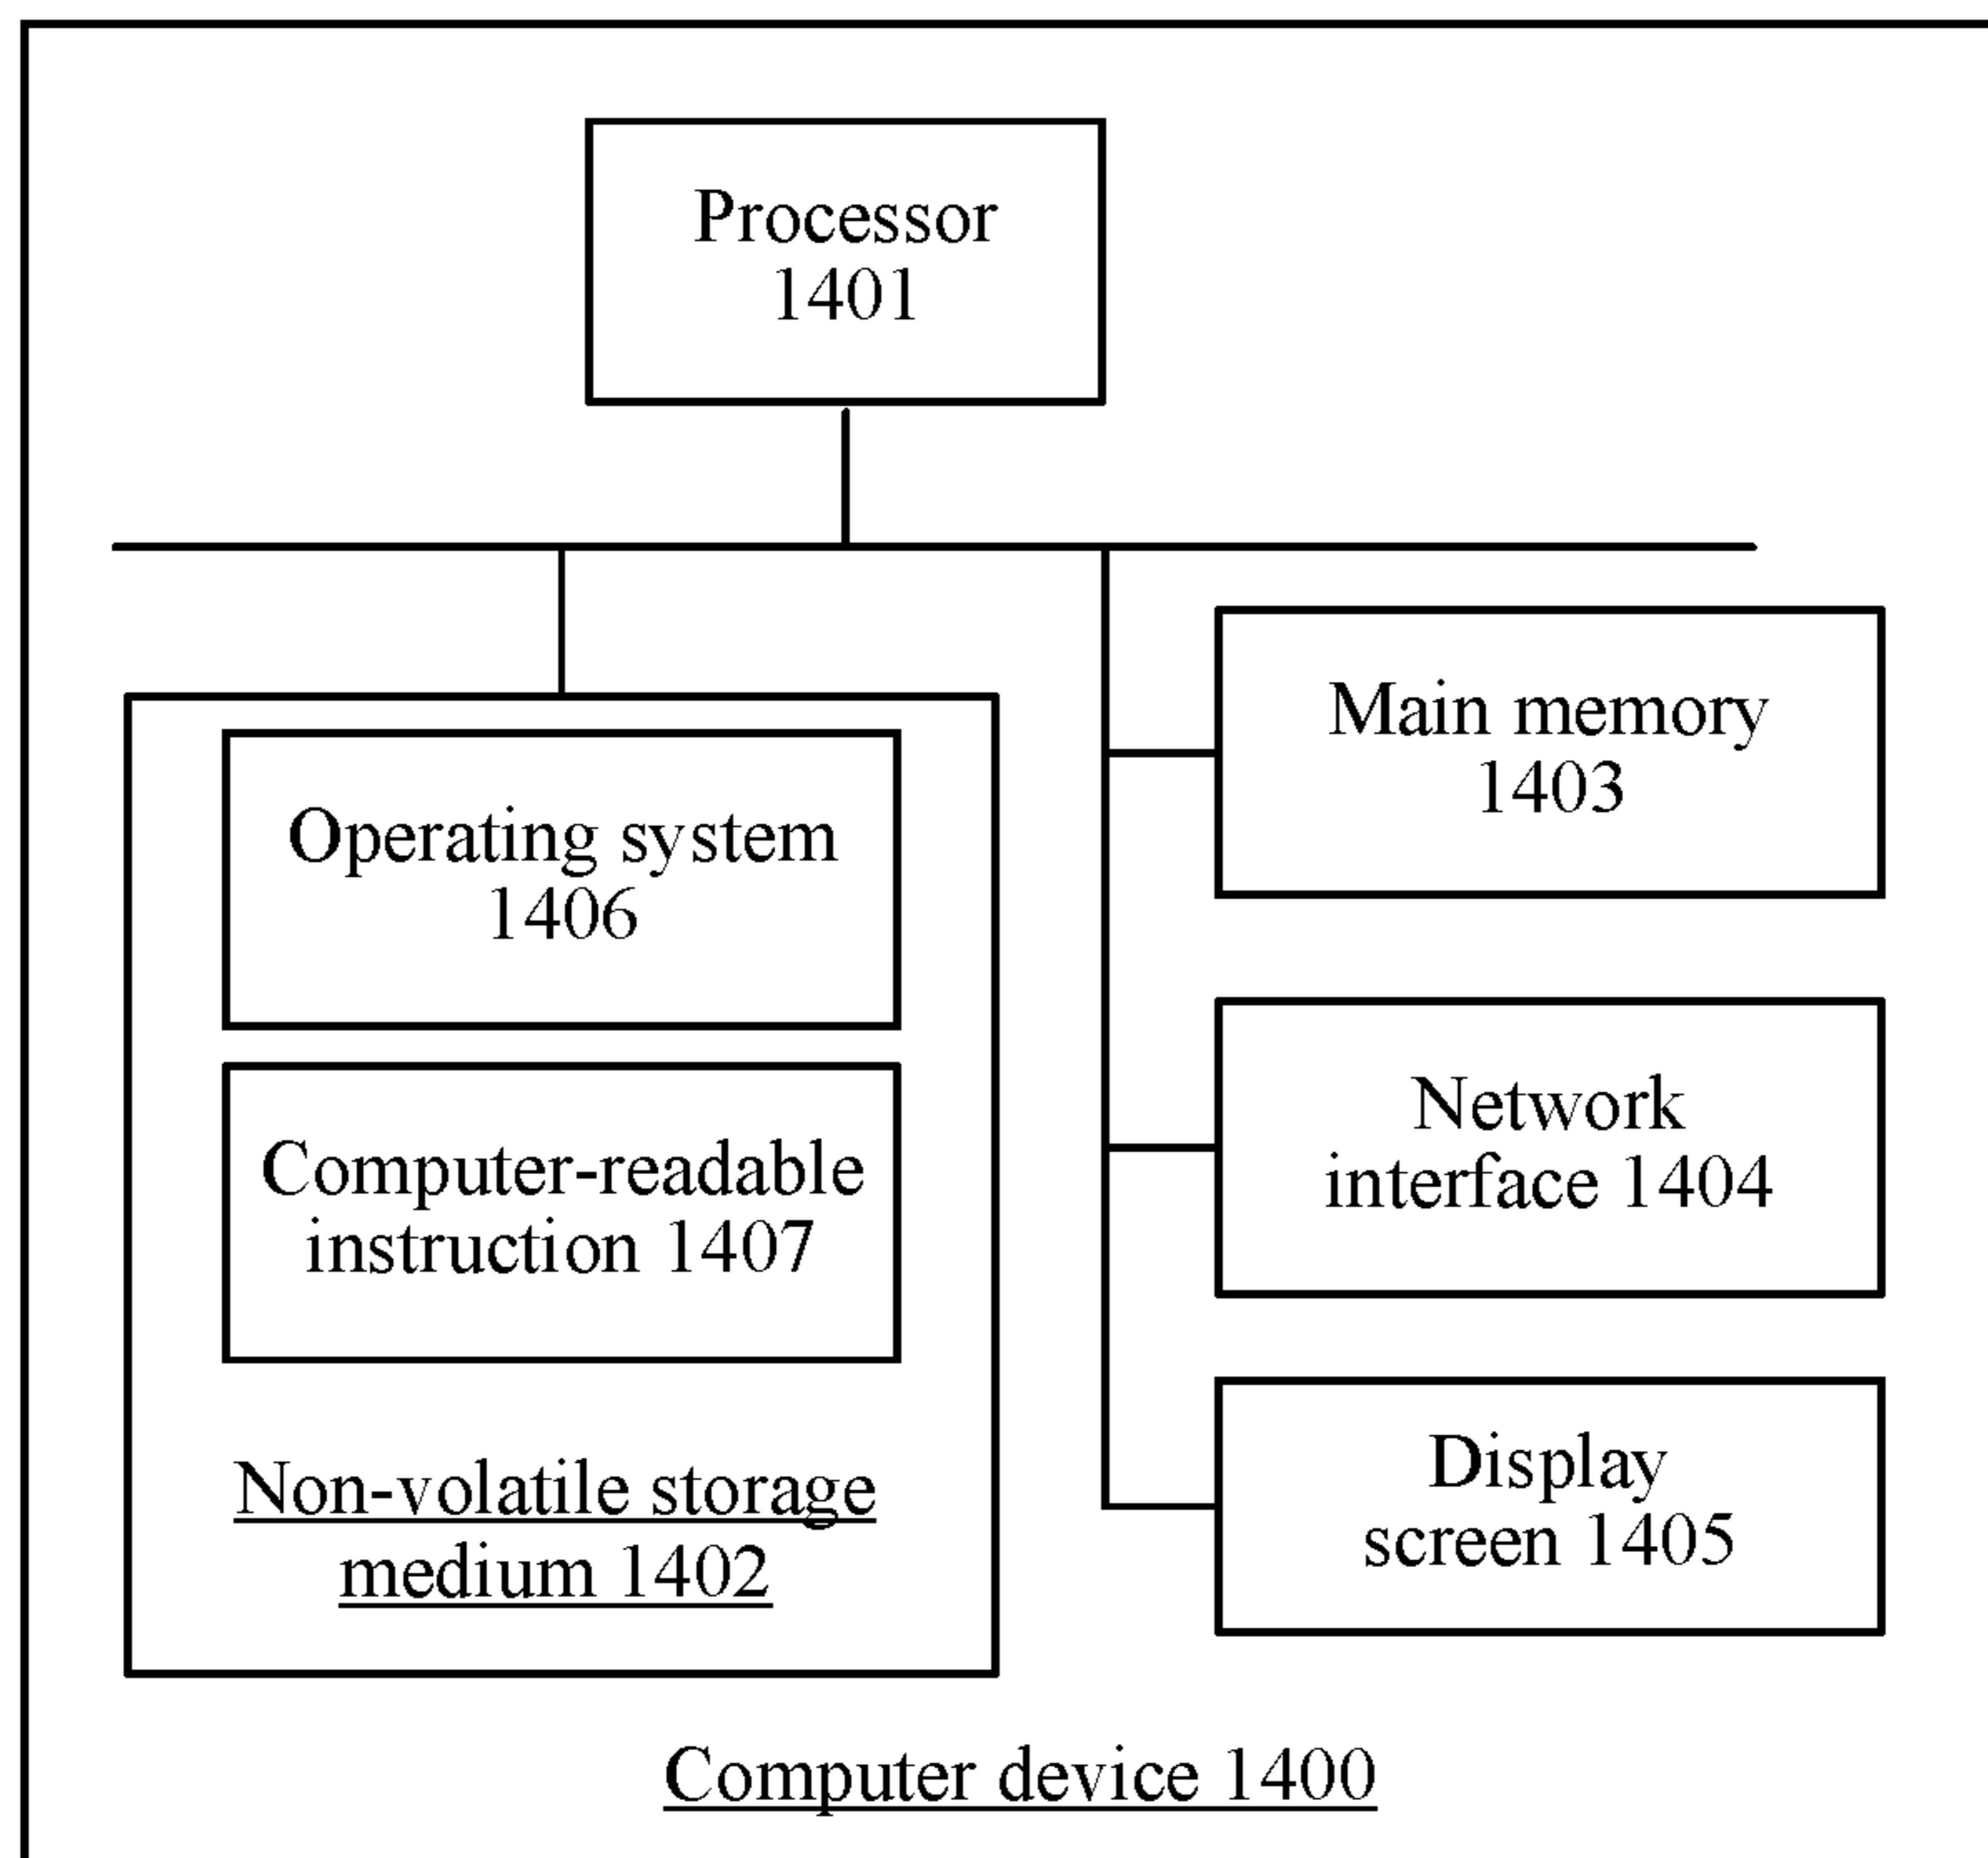 Processor
1401
Operating system
1406
Computer-readable
instruction 1407
Non-volatile storage
medium 1402
Main memory
1403
Network
interface 1404
Display
screen 1405
Computer device 1400